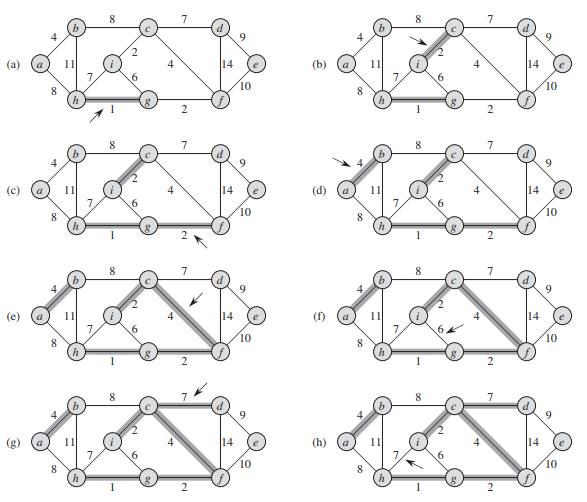 8 7
b c d
4 9
2
(a) a 11 i 4 14 e
7 6
8 10
h g f
1 2
8 7
b c d
4 9
2
(b) a 11 i 4 14 e
7 6
8 10
h g f
1 2
8 7
b c d
4 9
2
(c) a 11 i 4 14 e
7 6
8 10
h g f
1 2
8 7
b c d
4 9
2
(d) a 11 i 4 14 e
7 6
8 10
h g f
1 2
8 7
b c d
4 9
2
(e) a 11 i 4 14 e
7 6
8 10
h g f
1 2
8 7
b c d
4 9
2
(f) a 11 i 4 14 e
7 6
8 10
h g f
1 2
8 7
b c d
4 9
2
(g) a 11 i 4 14 e
7 6
8 10
h g f
1 2
8 7
b c d
4 9
2
(h) a 11 i 4 14 e
7 6
8 10
h g f
1 2